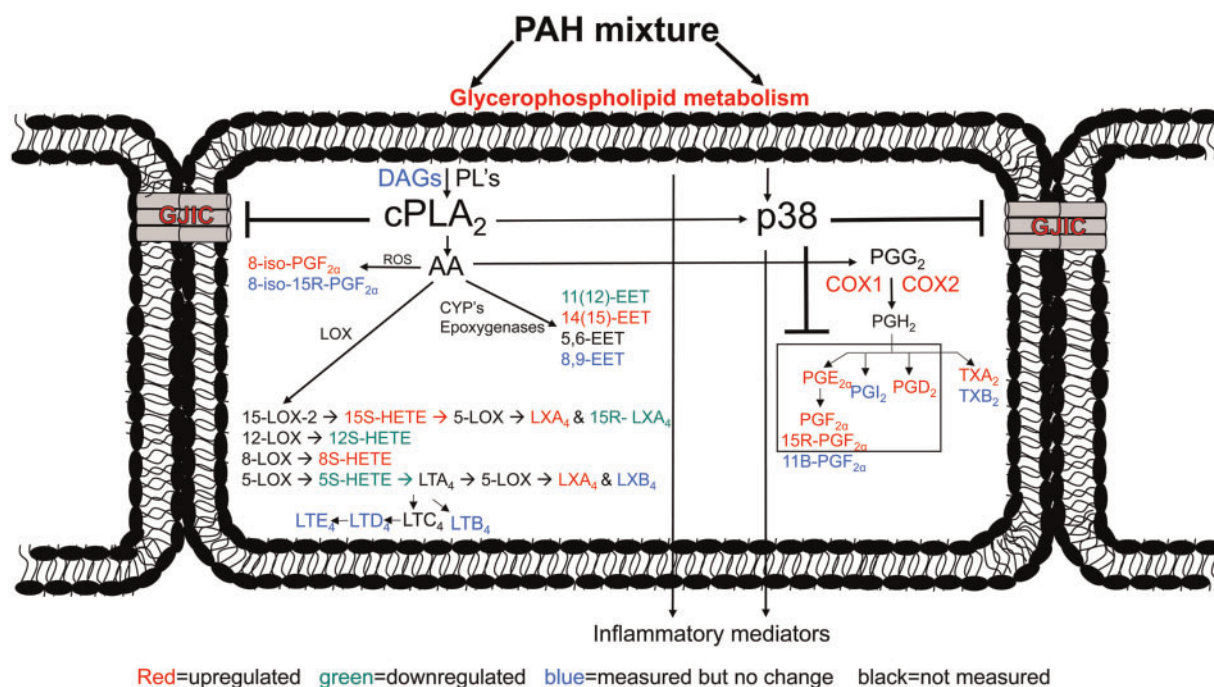 PAH mixture
Glycerophospholipid metabolism
DAGs PL's
GJIC
cPLA₂
p38
GJIC
8-iso-PGF₂α
8-iso-15R-PGF₂α
ROS
AA
PGG₂
COX1 COX2
PGH₂
LOX
CYP's
Epoxygenases
11(12)-EET
14(15)-EET
5,6-EET
8,9-EET
PGE₂α
PGI₂
PGD₂
TXA₂
TXB₂
PGF₂α
15R-PGF₂α
11B-PGF₂α
15-LOX-2 → 15S-HETE → 5-LOX → LXA₄ & 15R- LXA₄
12-LOX → 12S-HETE
8-LOX → 8S-HETE
5-LOX → 5S-HETE → LTA₄ → 5-LOX → LXA₄ & LXB₄
LTE₄ ← LTD₄ ← LTC₄ LTB₄
Inflammatory mediators
Red=upregulated green=downregulated blue=measured but no change black=not measured